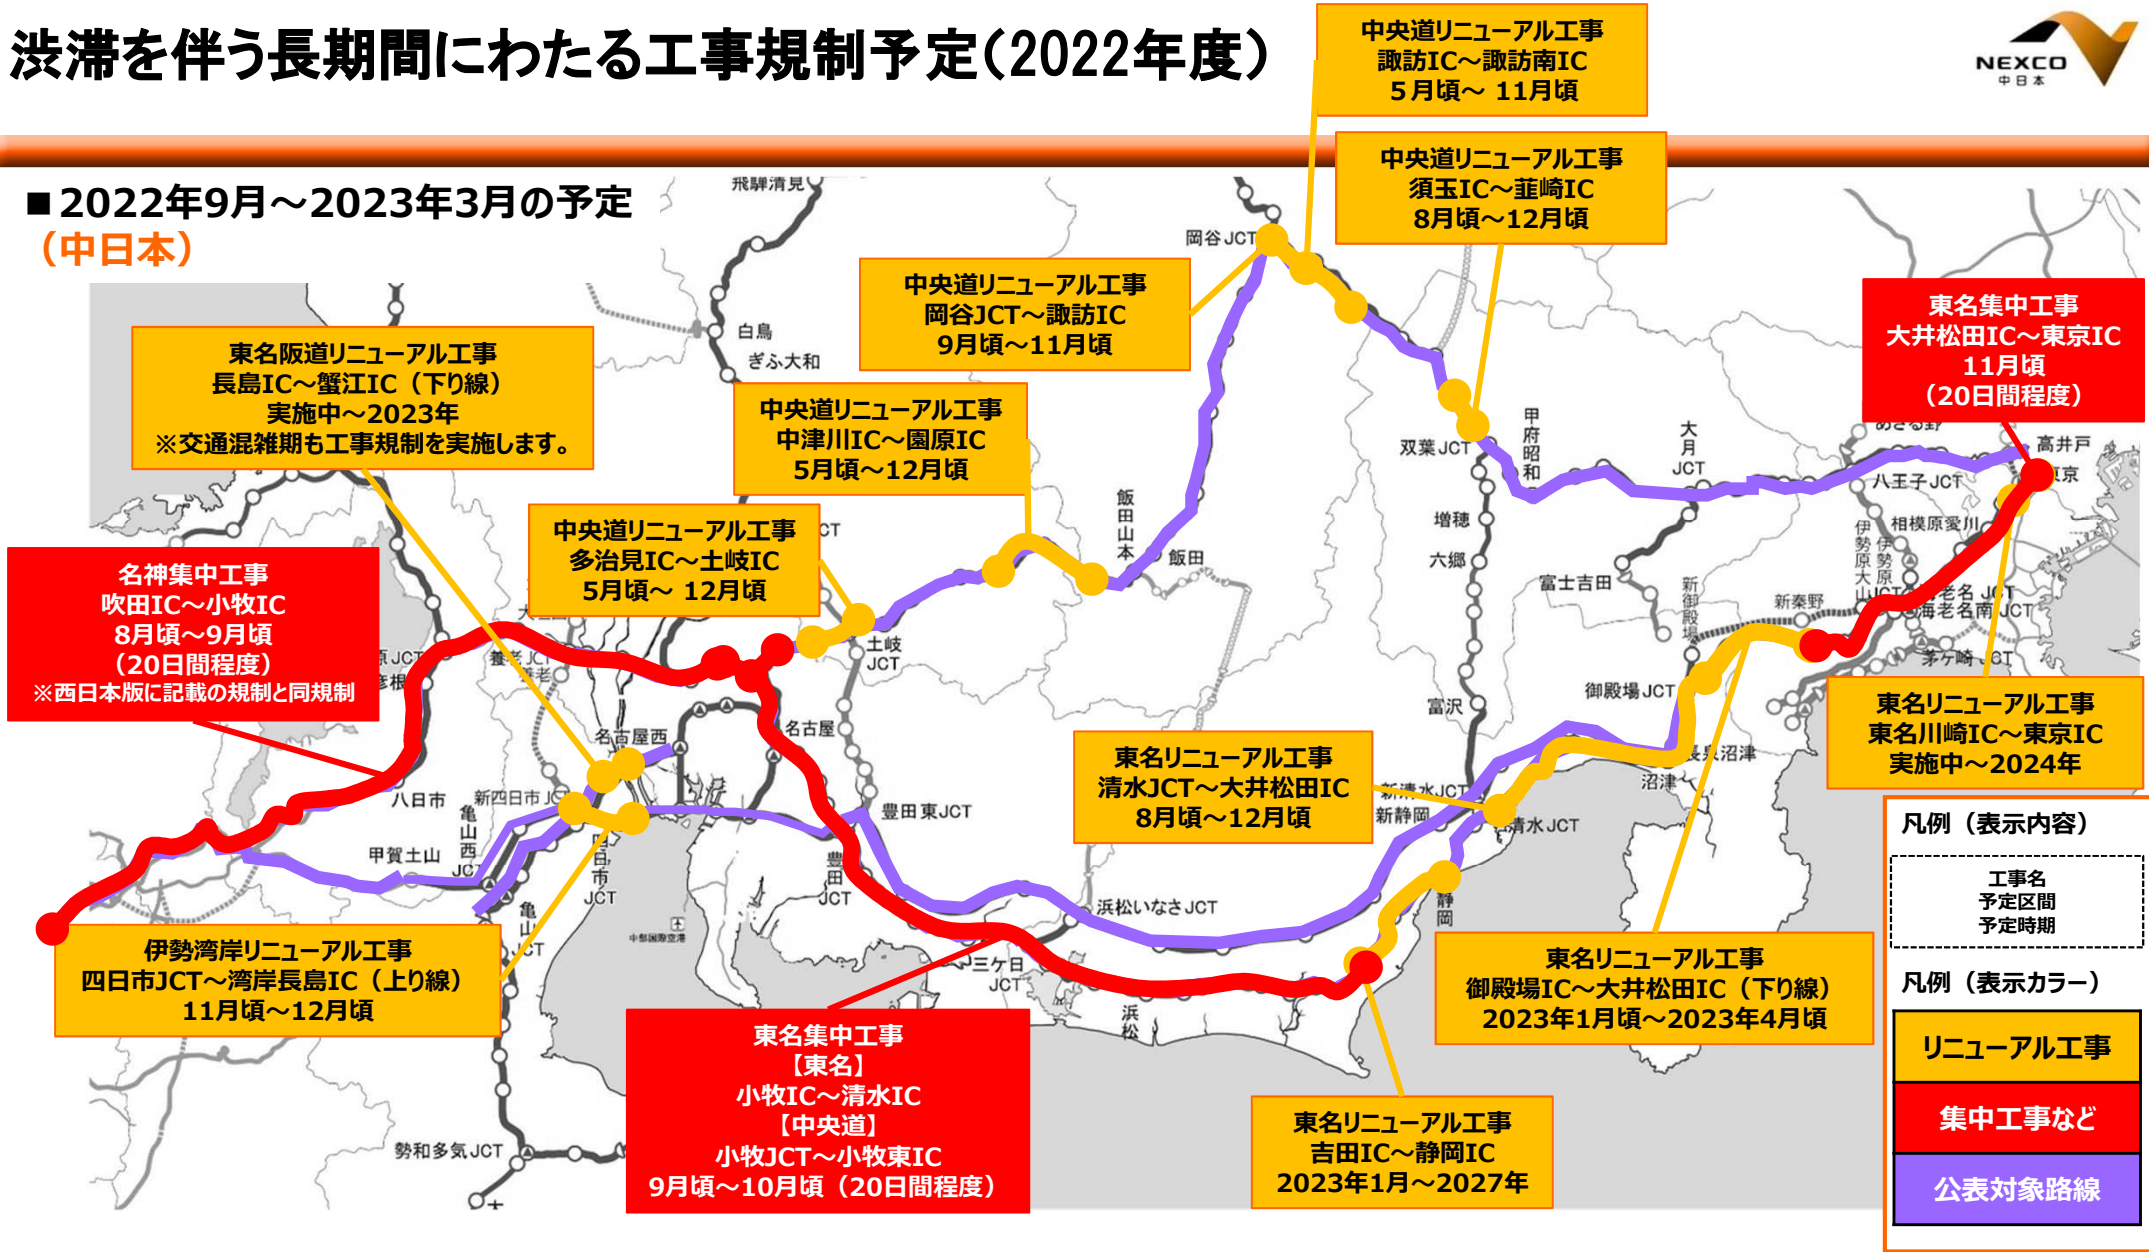 渋滞を伴う長期間にわたる工事規制予定（2022年度）
NEXCO
中日本
■2022年9月～2023年3月の予定
（中日本）
中央道リニューアル工事
諏訪IC～諏訪南IC
5月頃～ 11月頃
中央道リニューアル工事
須玉IC～韮崎IC
8月頃～12月頃
中央道リニューアル工事
岡谷JCT～諏訪IC
9月頃～11月頃
東名集中工事
大井松田IC～東京IC
11月頃
（20日間程度）
東名阪道リニューアル工事
長島IC～蟹江IC（下り線）
実施中～2023年
※交通混雑期も工事規制を実施します。
中央道リニューアル工事
中津川IC～園原IC
5月頃～12月頃
中央道リニューアル工事
多治見IC～土岐IC
5月頃～ 12月頃
名神集中工事
吹田IC～小牧IC
8月頃～9月頃
（20日間程度）
※西日本版に記載の規制と同規制
東名リニューアル工事
清水JCT～大井松田IC
8月頃～12月頃
東名リニューアル工事
東名川崎IC～東京IC
実施中～2024年
伊勢湾岸リニューアル工事
四日市JCT～湾岸長島IC（上り線）
11月頃～12月頃
東名集中工事
【東名】
小牧IC～清水IC
【中央道】
小牧JCT～小牧東IC
9月頃～10月頃（20日間程度）
東名リニューアル工事
御殿場IC～大井松田IC（下り線）
2023年1月頃～2023年4月頃
東名リニューアル工事
吉田IC～静岡IC
2023年1月～2027年
凡例（表示内容）
工事名
予定区間
予定時期
凡例（表示カラー）
リニューアル工事
集中工事など
公表対象路線
飛騨清見
白鳥
ぎふ大和
岡谷JCT
双葉JCT
甲府昭和
大月
JCT
高井戸
八王子JCT
相模原愛川
伊勢原大山
伊勢原
JCT
海老名南JCT
新秦野
新御殿場
茅ヶ崎JCT
増穂
六郷
富士吉田
富沢
御殿場JCT
長泉沼津
沼津
新清水JCT
新静岡
清水JCT
静岡
飯田山本
飯田
土岐
JCT
名古屋
名古屋西
養老JCT
養老
八日市
新四日市JCT
亀山西
JCT
甲賀土山
四日市
JCT
亀山
JCT
豊田東JCT
豊田
JCT
浜松いなさJCT
三ケ日
JCT
浜松
中部国際空港
勢和多気JCT